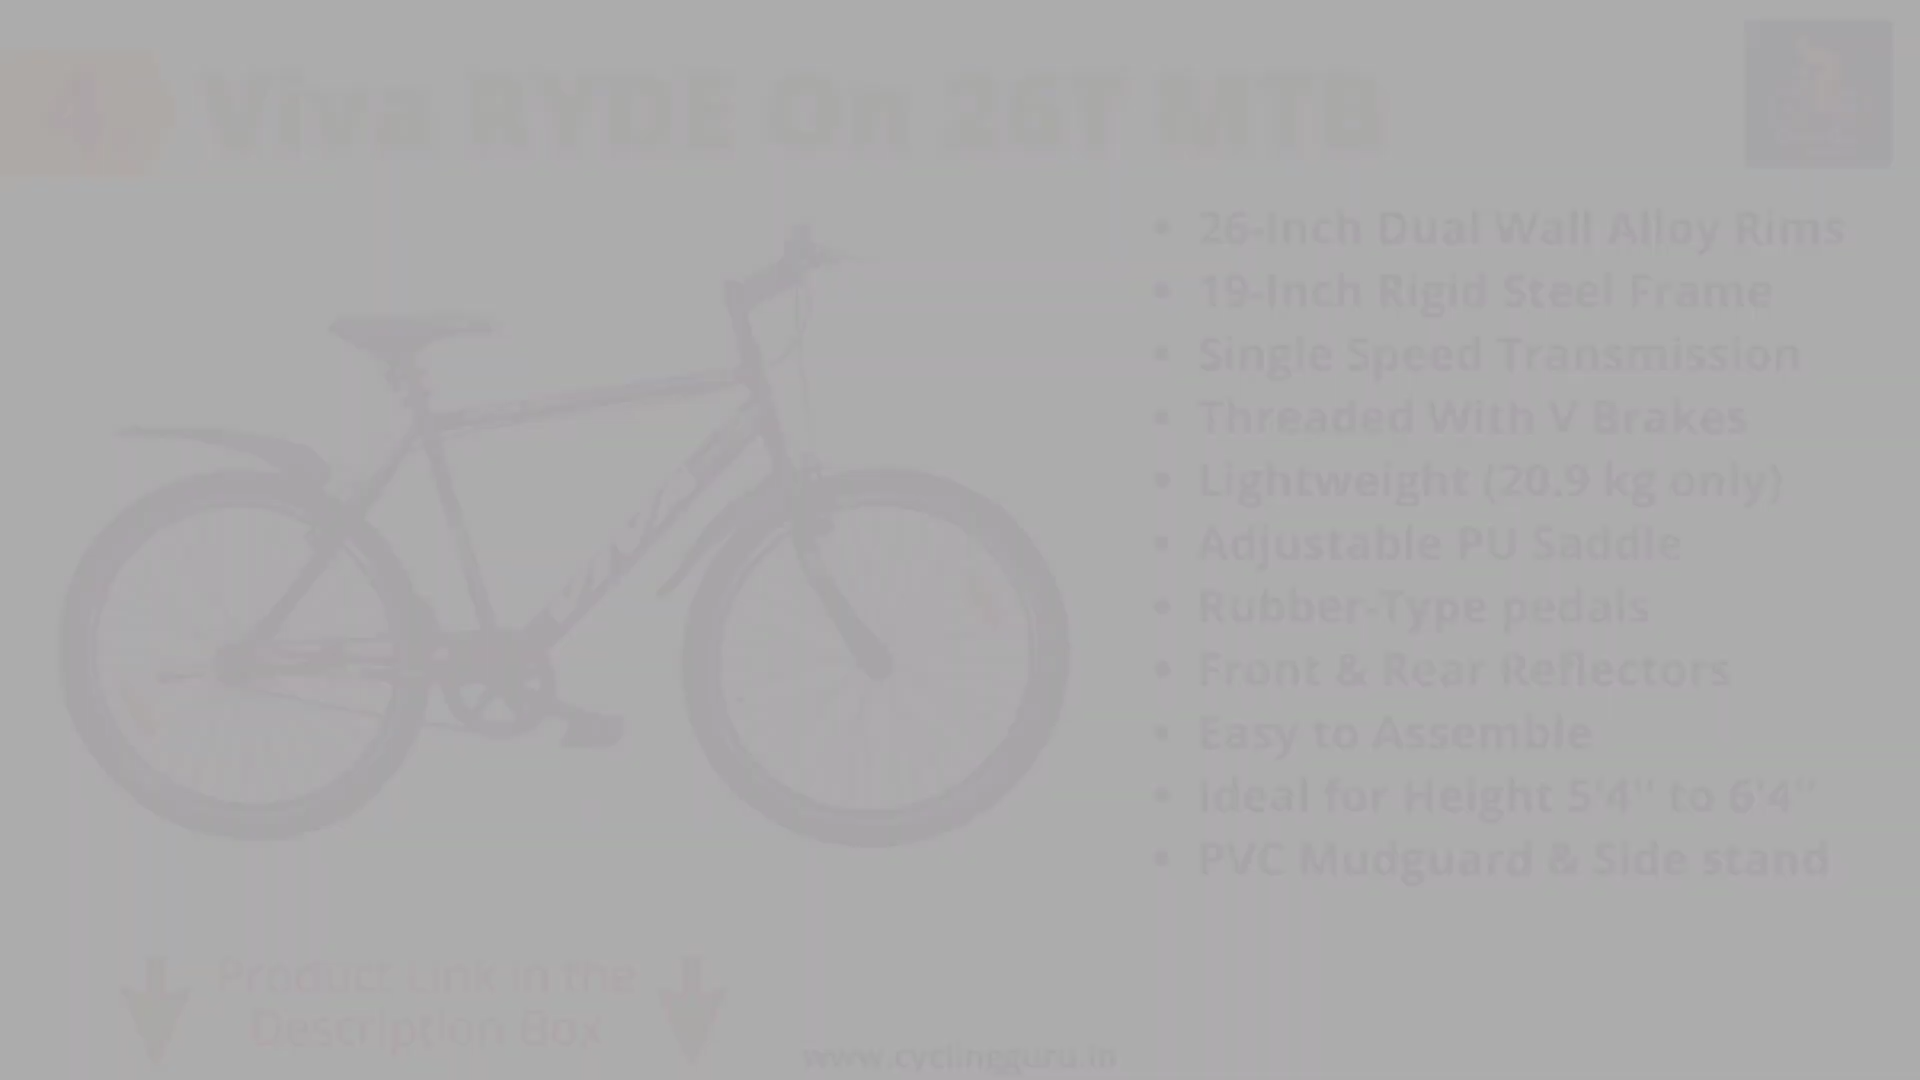 4
Viva RYDE On 26T MTB
• 26-Inch Dual Wall Alloy Rims
• 19-Inch Rigid Steel Frame
• Single Speed Transmission
• Threaded With V Brakes
• Lightweight (20.9 kg only)
• Adjustable PU Saddle
• Rubber-Type pedals
• Front & Rear Reflectors
• Easy to Assemble
• Ideal for Height 5'4'' to 6'4''
• PVC Mudguard & Side stand
Product Link in the
Description Box
www.cyclingguru.in